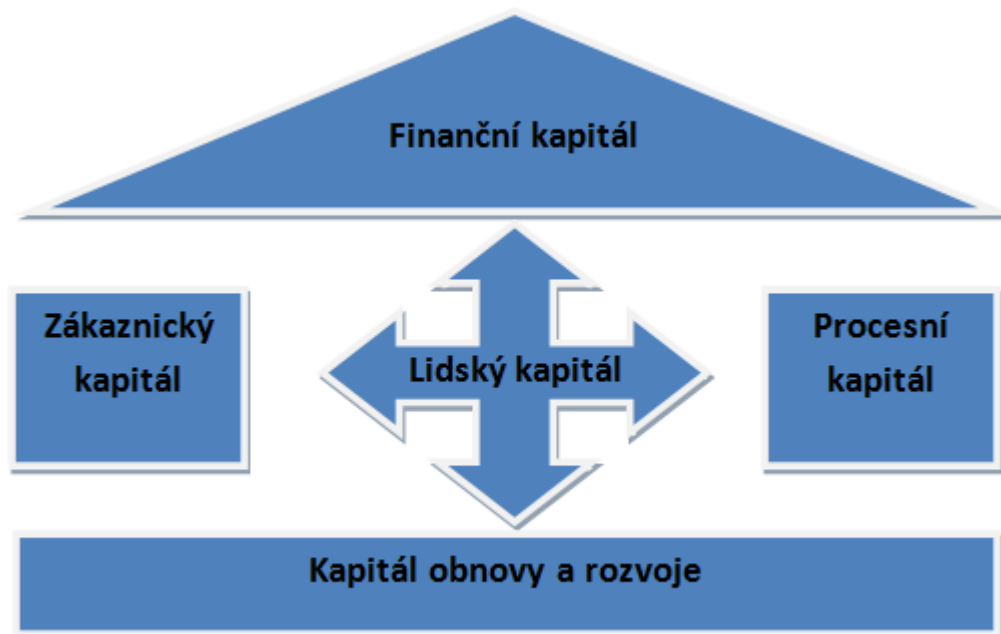 Finanční kapitál
Zákaznický
kapitál
Lidský kapitál
Procesní
kapitál
Kapitál obnovy a rozvoje